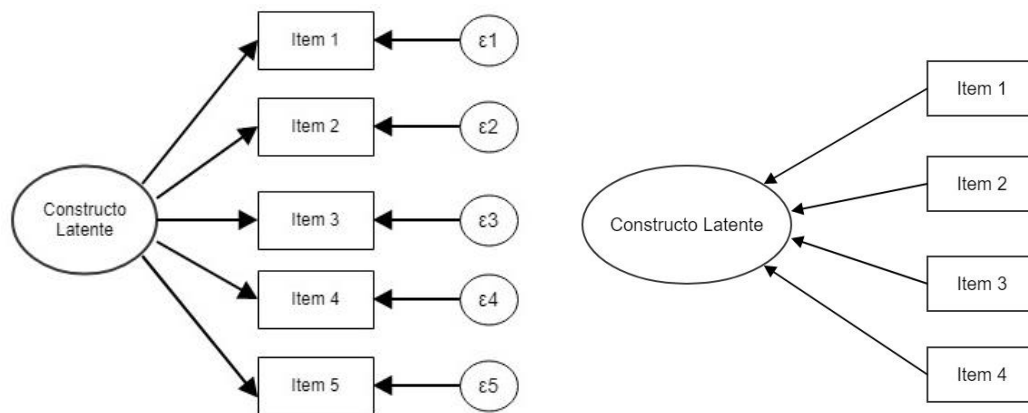 Item 1
ε1
Item 2
ε2
Constructo
Latente
Item 3
ε3
Item 4
ε4
Item 5
ε5
Item 1
Item 2
Constructo Latente
Item 3
Item 4